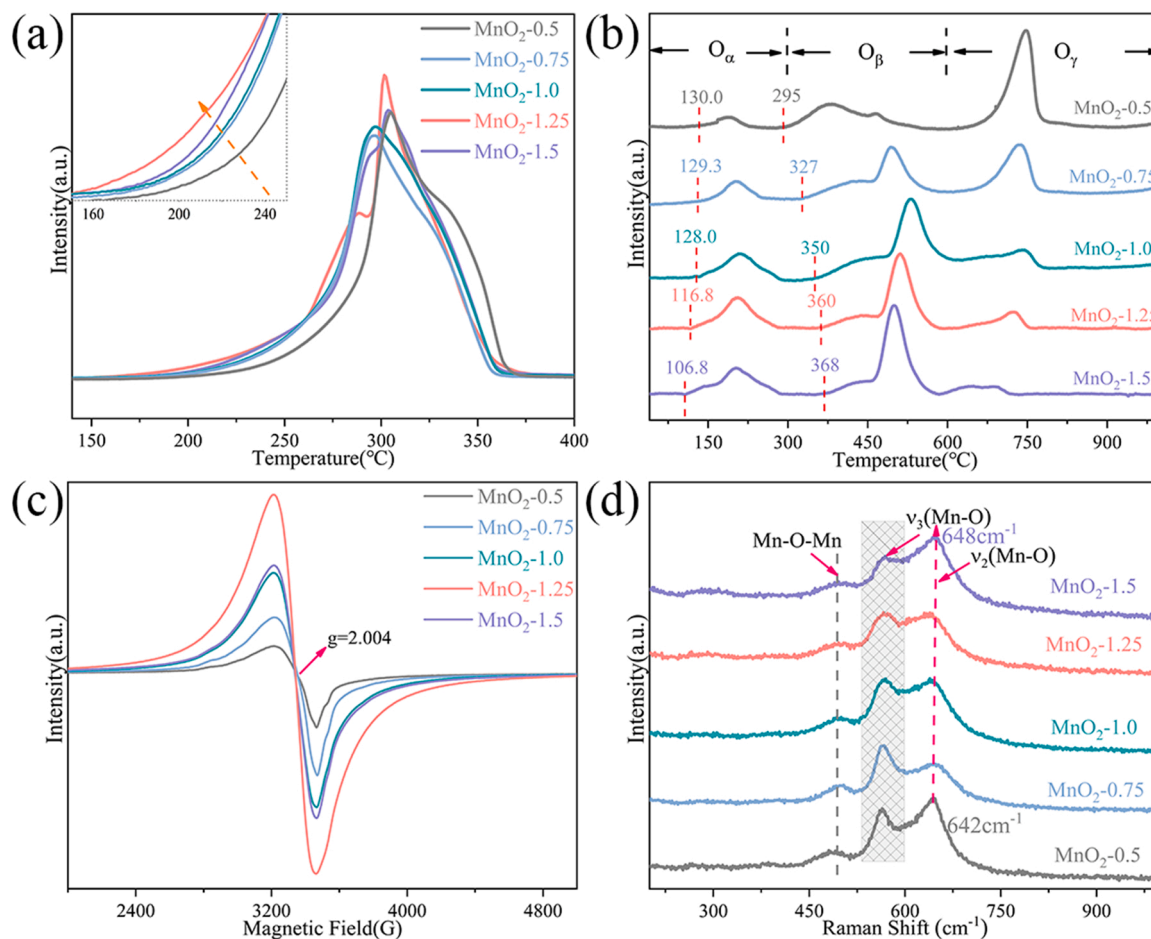 (a)
MnO₂-0.5
MnO₂-0.75
MnO₂-1.0
MnO₂-1.25
MnO₂-1.5
160 200 240
Intensity(a.u.)
150 200 250 300 350 400
Temperature(°C)
(b)
Oα Oβ Oγ
130.0 295 MnO₂-0.5
129.3 327 MnO₂-0.75
128.0 350 MnO₂-1.0
116.8 360 MnO₂-1.25
106.8 368 MnO₂-1.5
Intensity(a.u.)
150 300 450 600 750 900
Temperature(°C)
(c)
MnO₂-0.5
MnO₂-0.75
MnO₂-1.0
MnO₂-1.25
MnO₂-1.5
g=2.004
Intensity(a.u.)
2400 3200 4000 4800
Magnetic Field(G)
(d)
ν₃(Mn-O)
Mn-O-Mn 648cm⁻¹
ν₂(Mn-O)
MnO₂-1.5
MnO₂-1.25
MnO₂-1.0
MnO₂-0.75
642cm⁻¹ MnO₂-0.5
Intensity(a.u.)
300 450 600 750 900
Raman Shift (cm⁻¹)